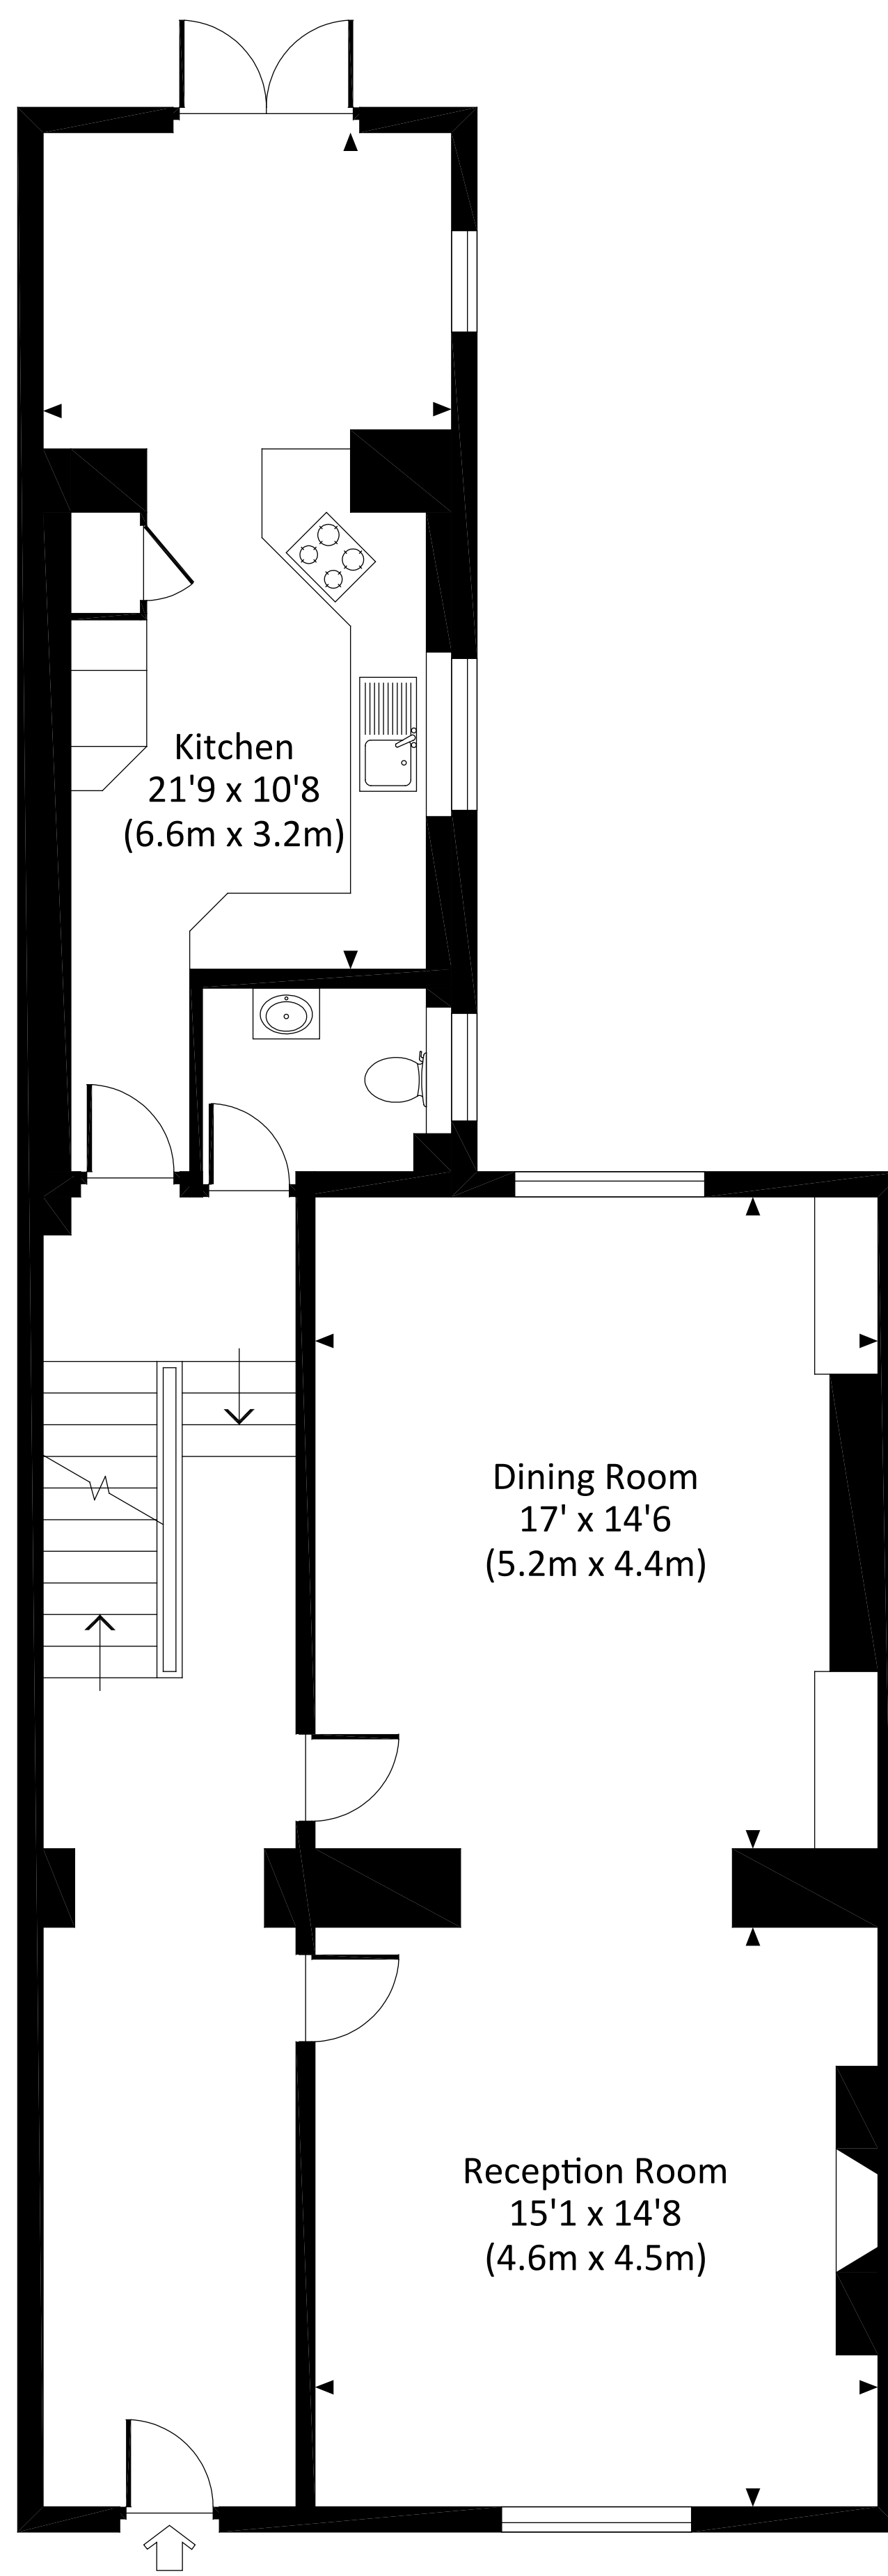 Kitchen
21'9 x 10'8
(6.6m x 3.2m)
Dining Room
17' x 14'6
(5.2m x 4.4m)
Reception Room
15'1 x 14'8
(4.6m x 4.5m)